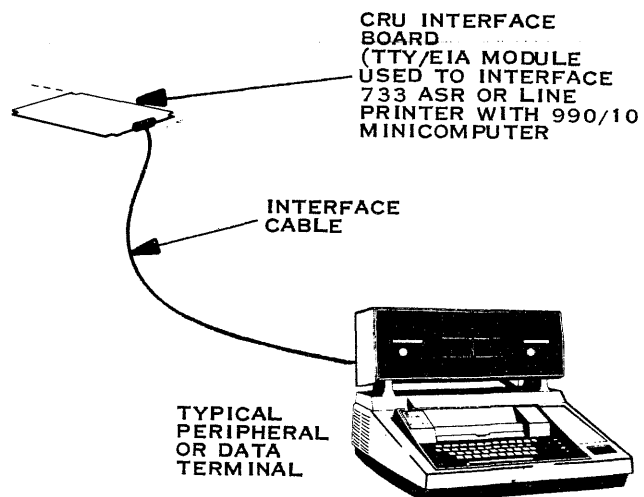 CRU INTERFACE
BOARD
(TTY/EIA MODULE
USED TO INTERFACE
733 ASR OR LINE
PRINTER WITH 990/10
MINICOMPUTER
INTERFACE
CABLE
TYPICAL
PERIPHERAL
OR DATA
TERMINAL